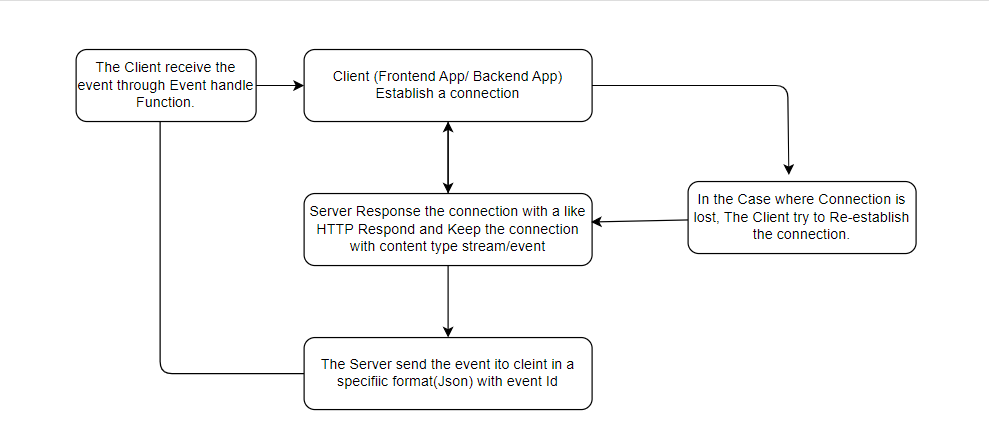 The Client receive the
event through Event handle
Function.
Client (Frontend App/ Backend App)
Establish a connection
In the Case where Connection is
lost, The Client try to Re-establish
the connection.
Server Response the connection with a like
HTTP Respond and Keep the connection
with content type stream/event
The Server send the event ito cleint in a
specifiic format(Json) with event Id